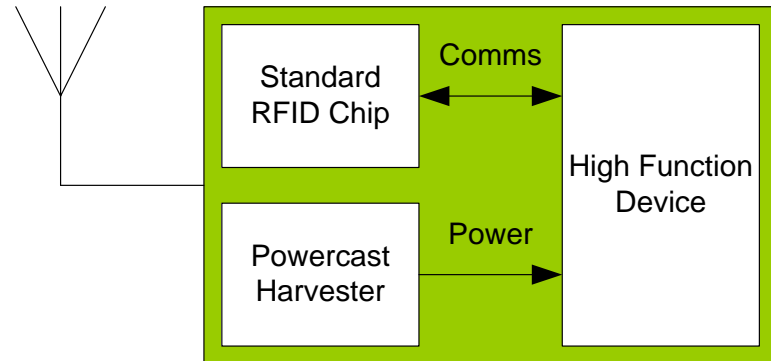 Standard
RFID Chip
Comms
High Function
Device
Powercast
Harvester
Power